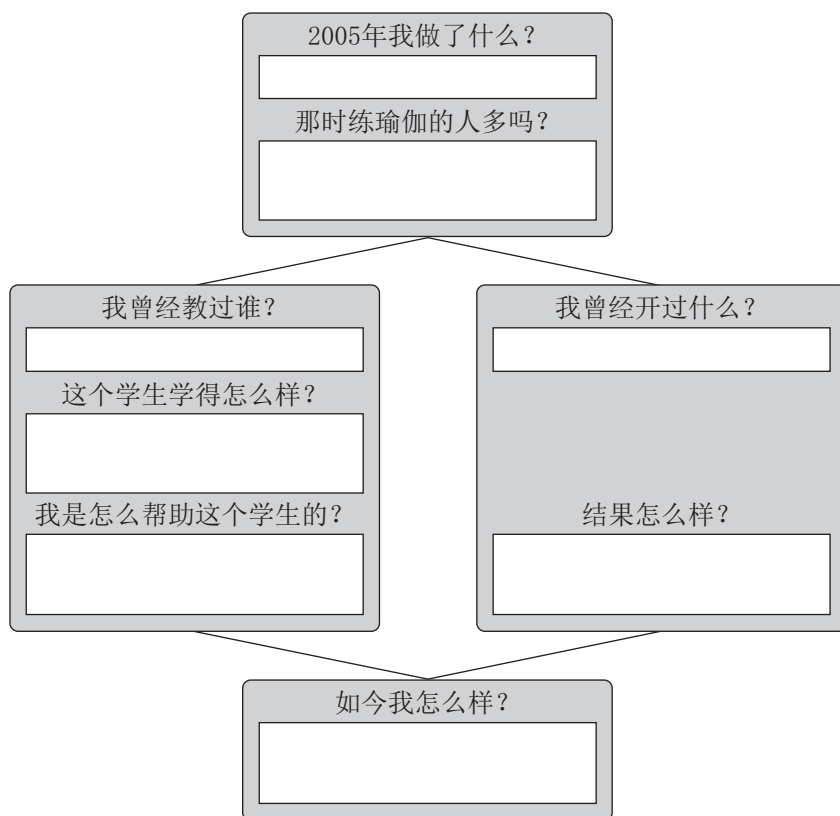 2005年我做了什么？
那时练瑜伽的人多吗？
我曾经教过谁？
这个学生学得怎么样？
我是怎么帮助这个学生的？
我曾经开过什么？
结果怎么样？
如今我怎么样？